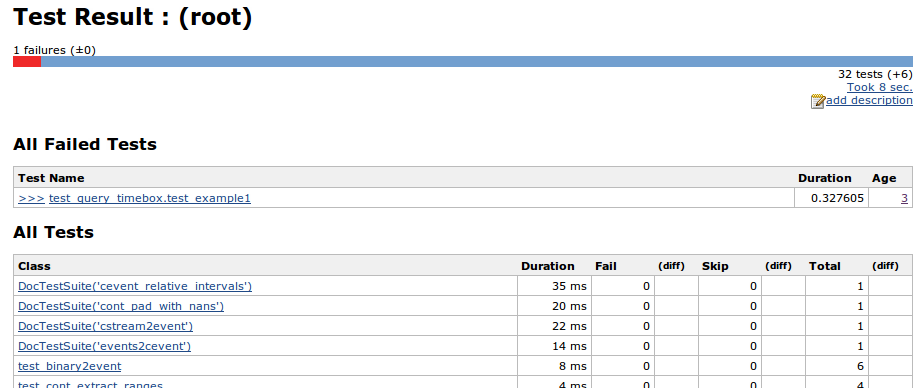 Test Result : (root)
1 failures (±0)
32 tests (+6)
Took 8 sec.
add description
All Failed Tests
Test Name Duration Age
>>> test_query_timebox.test_example1 0.327605 3
All Tests
Class Duration Fail (diff) Skip (diff) Total (diff)
DocTestSuite('cevent_relative_intervals') 35 ms 0 0 1
DocTestSuite('cont_pad_with_nans') 20 ms 0 0 1
DocTestSuite('cstream2event') 22 ms 0 0 1
DocTestSuite('events2cevent') 14 ms 0 0 1
test_binary2event 8 ms 0 0 6
test_cont_extract_ranges 4 ms 0 0 4